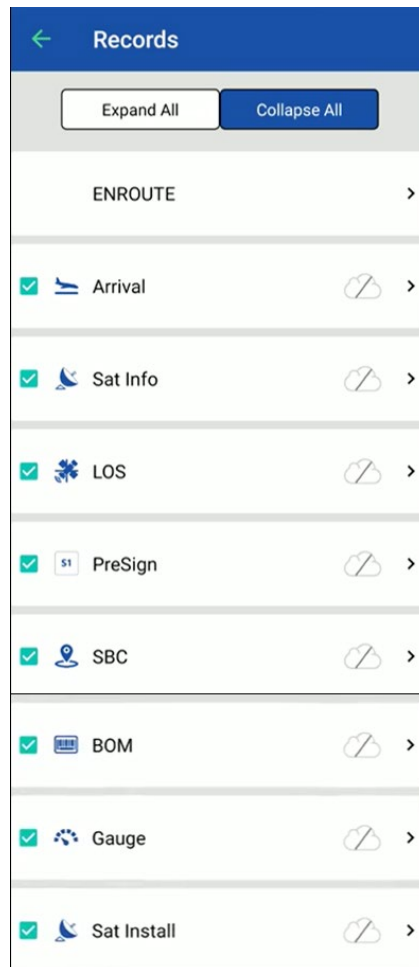 Records
Expand All
Collapse All
ENROUTE
Arrival
Sat Info
LOS
S1
PreSign
SBC
BOM
Gauge
Sat Install